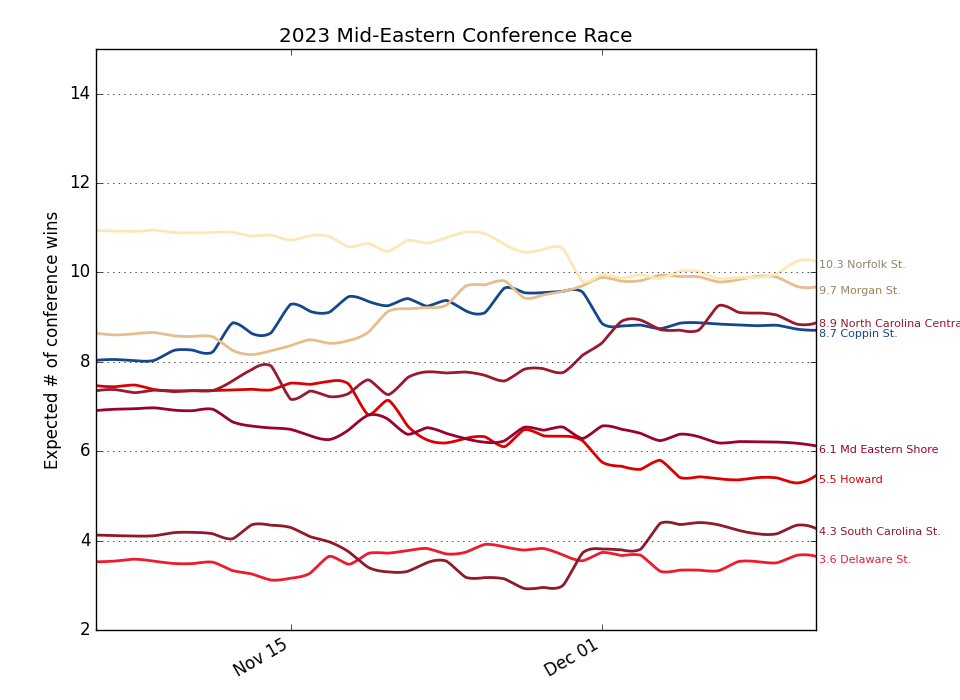 2023 Mid-Eastern Conference Race
Expected # of conference wins
14
12
10
8
6
4
2
Nov 15
Dec 01
10.3 Norfolk St.
9.7 Morgan St.
8.9 North Carolina Centra
8.7 Coppin St.
6.1 Md Eastern Shore
5.5 Howard
4.3 South Carolina St.
3.6 Delaware St.